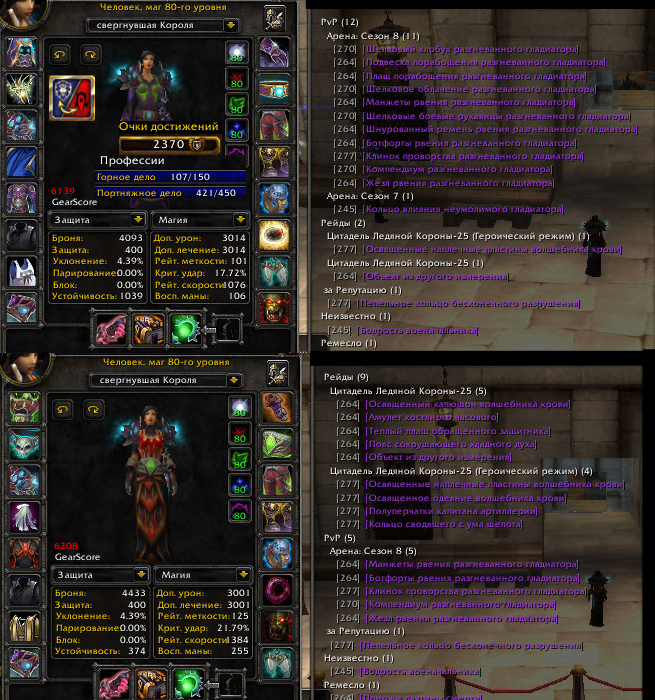 Человек, маг 80-го уровня
свергнувшая Короля
80
80
80
80
Очки достижений
2370
Профессии
Горное дело 107/150
Портняжное дело 421/450
6139
GearScore
Защита
Магия
Броня: 4093
Защита: 400
Уклонение: 4.39%
Парирование: 0.00%
Блок: 0.00%
Устойчивость: 1039
Доп. урон: 3014
Доп. лечение: 3014
Рейт. меткости: 101
Крит. удар: 17.72%
Рейт. скорости 1076
Восп. маны: 106
PvP (12)
Арена: Сезон 8 (11)
[270] [Шелковый клобук разгневанного гладиатора]
[264] [Подвеска порабощения разгневанного гладиатора]
[264] [Плащ порабощения разгневанного гладиатора]
[270] [Шелковое облачение разгневанного гладиатора]
[264] [Манжеты рвения разгневанного гладиатора]
[270] [Шелковые боевые рукавицы разгневанного гладиатора]
[264] [Шнурованный ремень рвения разгневанного гладиатора]
[264] [Ботфорты рвения разгневанного гладиатора]
[277] [Клинок проворства разгневанного гладиатора]
[270] [Компендиум разгневанного гладиатора]
[264] [Жезл рвения разгневанного гладиатора]
Арена: Сезон 7 (1)
[245] [Кольцо влияния неумолимого гладиатора]
Рейды (2)
Цитадель Ледяной Короны-25 (Героический режим) (1)
[277] [Освященные наплечные пластины волшебника крови]
Цитадель Ледяной Короны-25 (1)
[264] [Объект из другого измерения]
за Репутацию (1)
[277] [Пепельное кольцо бесконечного разрушения]
Неизвестно (1)
[245] [Бодрость военачальника]
Ремесло (1)
Человек, маг 80-го уровня
свергнувшая Короля
80
80
80
80
6208
GearScore
Защита
Магия
Броня: 4433
Защита: 400
Уклонение: 4.39%
Парирование: 0.00%
Блок: 0.00%
Устойчивость: 374
Доп. урон: 3001
Доп. лечение: 3001
Рейт. меткости: 125
Крит. удар: 21.79%
Рейт. скорости 1384
Восп. маны: 255
Рейды (9)
Цитадель Ледяной Короны-25 (5)
[264] [Освященный капюшон волшебника крови]
[264] [Амулет костяного часового]
[264] [Теплый плащ обращенного защитника]
[264] [Пояс сокрушающего хладного духа]
[264] [Объект из другого измерения]
Цитадель Ледяной Короны-25 (Героический режим) (4)
[277] [Освященные наплечные пластины волшебника крови]
[277] [Освященное одеяние волшебника крови]
[277] [Полуперчатки капитана артиллерии]
[277] [Кольцо сводящего с ума шепота]
PvP (5)
Арена: Сезон 8 (5)
[264] [Манжеты рвения разгневанного гладиатора]
[264] [Ботфорты рвения разгневанного гладиатора]
[277] [Клинок проворства разгневанного гладиатора]
[270] [Компендиум разгневанного гладиатора]
[264] [Жезл рвения разгневанного гладиатора]
за Репутацию (1)
[277] [Пепельное кольцо бесконечного разрушения]
Неизвестно (1)
[245] [Бодрость военачальника]
Ремесло (1)